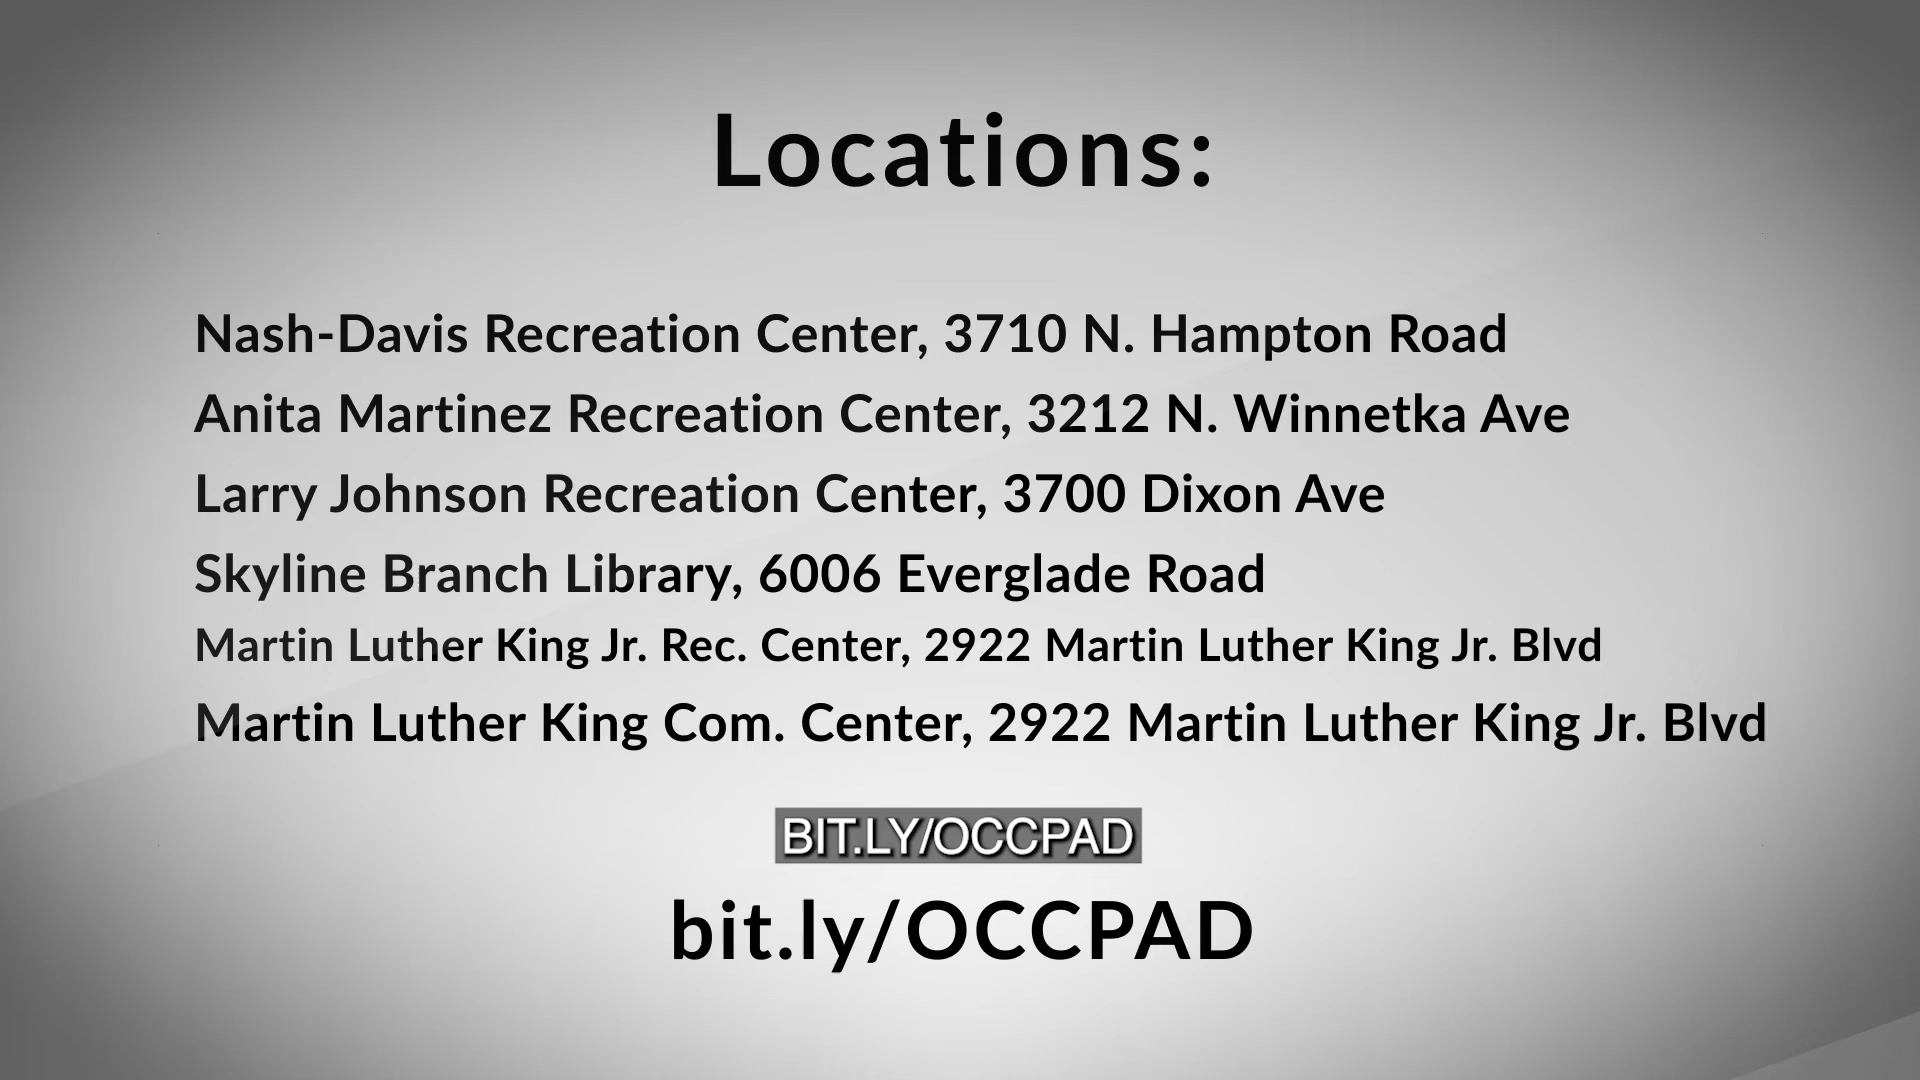 Locations:
Nash-Davis Recreation Center, 3710 N. Hampton Road
Anita Martinez Recreation Center, 3212 N. Winnetka Ave
Larry Johnson Recreation Center, 3700 Dixon Ave
Skyline Branch Library, 6006 Everglade Road
Martin Luther King Jr. Rec. Center, 2922 Martin Luther King Jr. Blvd
Martin Luther King Com. Center, 2922 Martin Luther King Jr. Blvd
BIT.LY/OCCPAD
bit.ly/OCCPAD